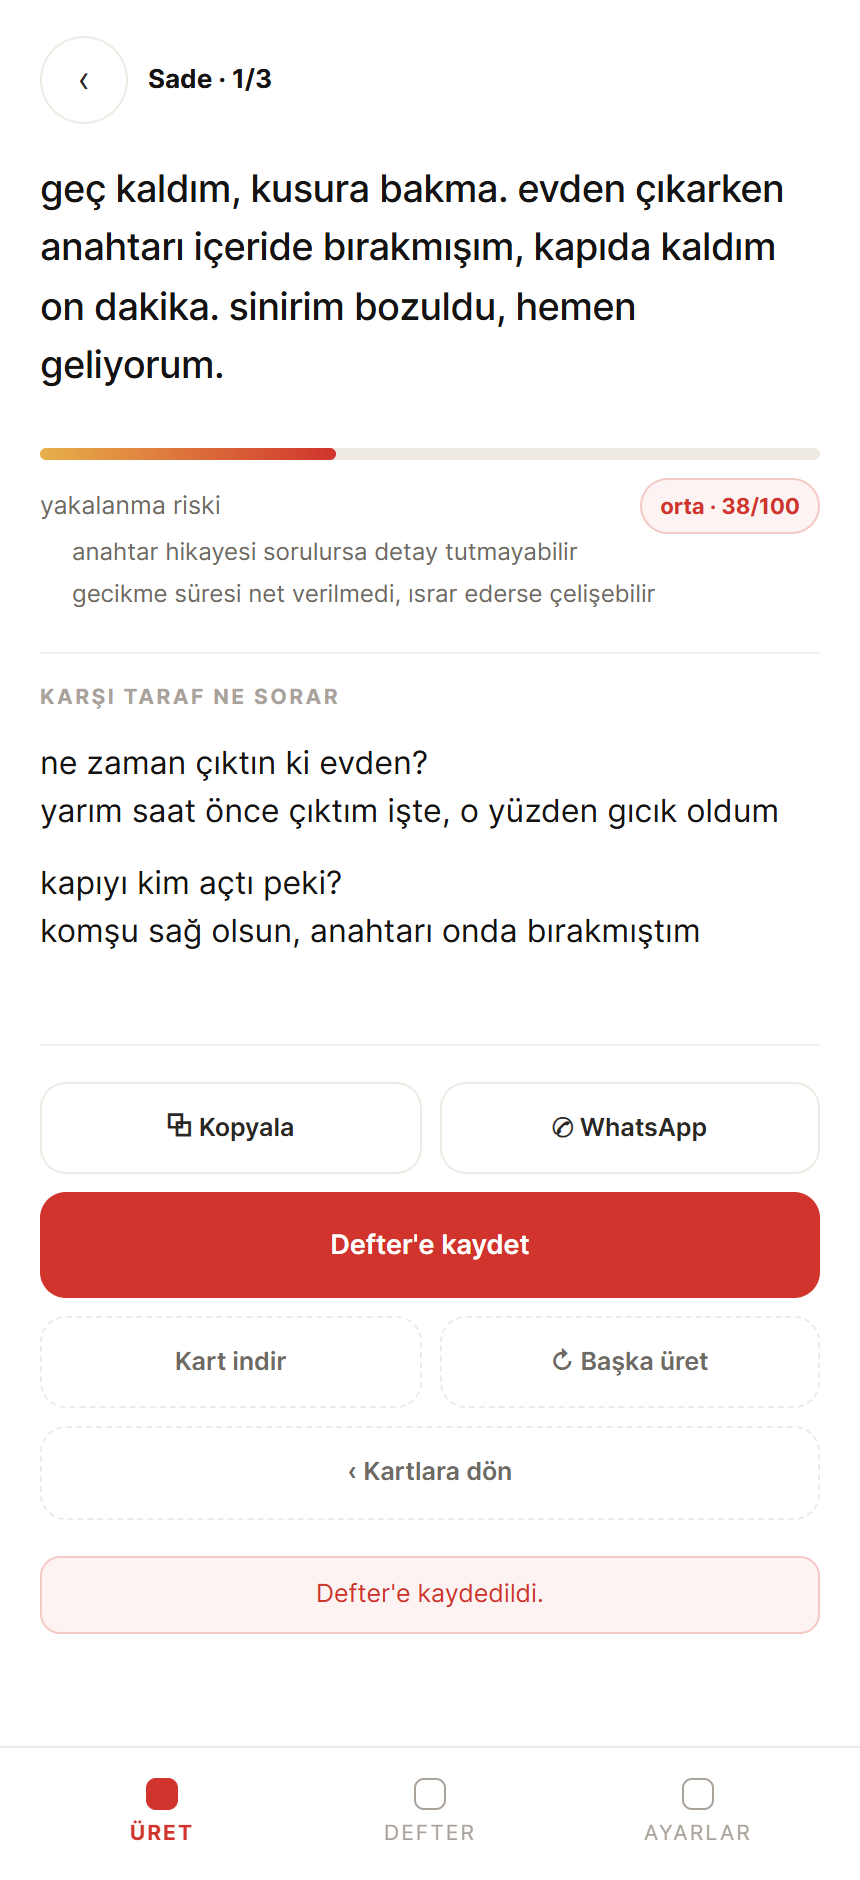 ‹ Sade · 1/3
geç kaldım, kusura bakma. evden çıkarken
anahtarı içeride bırakmışım, kapıda kaldım
on dakika. sinirim bozuldu, hemen
geliyorum.
yakalanma riski
orta · 38/100
anahtar hikayesi sorulursa detay tutmayabilir
gecikme süresi net verilmedi, ısrar ederse çelişebilir
KARŞI TARAF NE SORAR
ne zaman çıktın ki evden?
yarım saat önce çıktım işte, o yüzden gıcık oldum
kapıyı kim açtı peki?
komşu sağ olsun, anahtarı onda bırakmıştım
⧉ Kopyala
✆ WhatsApp
Defter'e kaydet
Kart indir
↻ Başka üret
‹ Kartlara dön
Defter'e kaydedildi.
ÜRET
DEFTER
AYARLAR